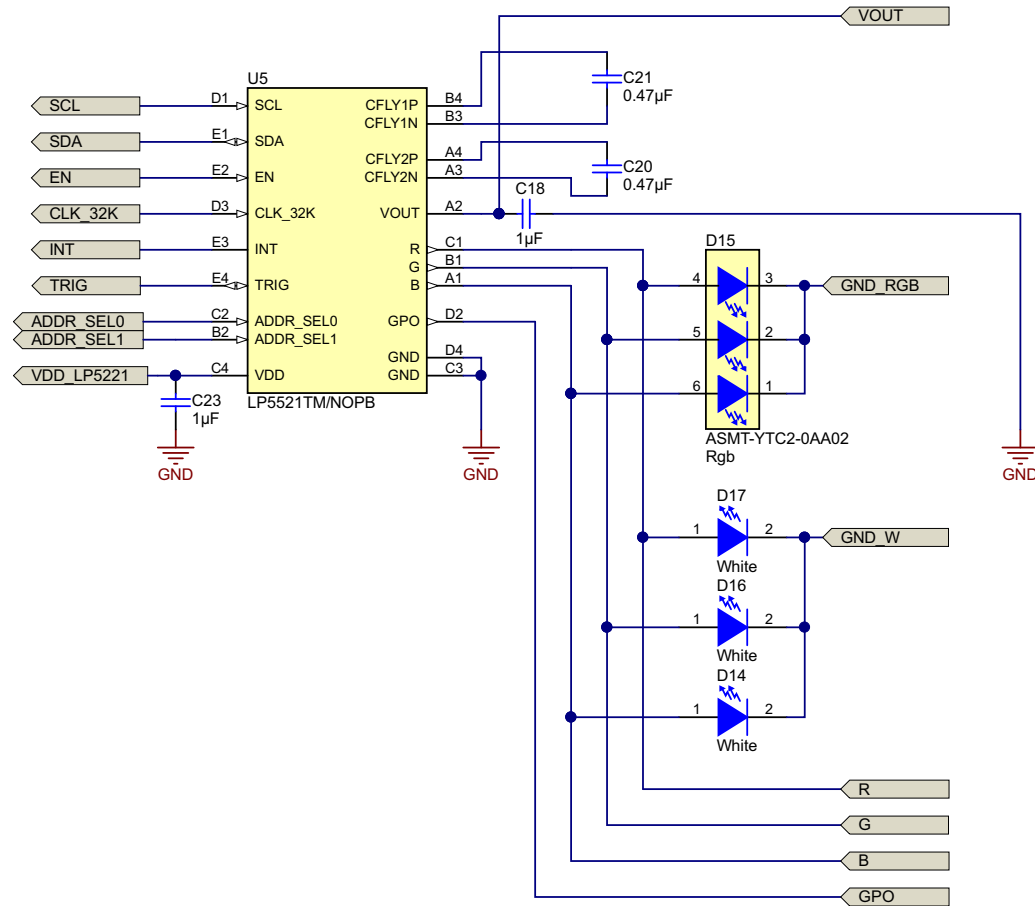 VOUT
U5
C21
0.47µF
SCL D1 SCL CFLY1P B4
CFLY1N B3
SDA E1 SDA
CFLY2P A4
C20
0.47µF
EN E2 EN CFLY2N A3
C18
1µF
CLK_32K D3 CLK_32K VOUT A2
INT E3 INT R C1
G B1
TRIG E4 TRIG B A1
ADDR_SEL0 C2 ADDR_SEL0 GPO D2
ADDR_SEL1 B2 ADDR_SEL1
GND D4
VDD_LP5221 C4 VDD GND C3
LP5521TM/NOPB
C23
1µF
GND
GND
D15
4 3 GND_RGB
5 2
6 1
ASMT-YTC2-0AA02
Rgb
GND
D17
1 2 GND_W
White
D16
1 2
White
D14
1 2
White
R
G
B
GPO